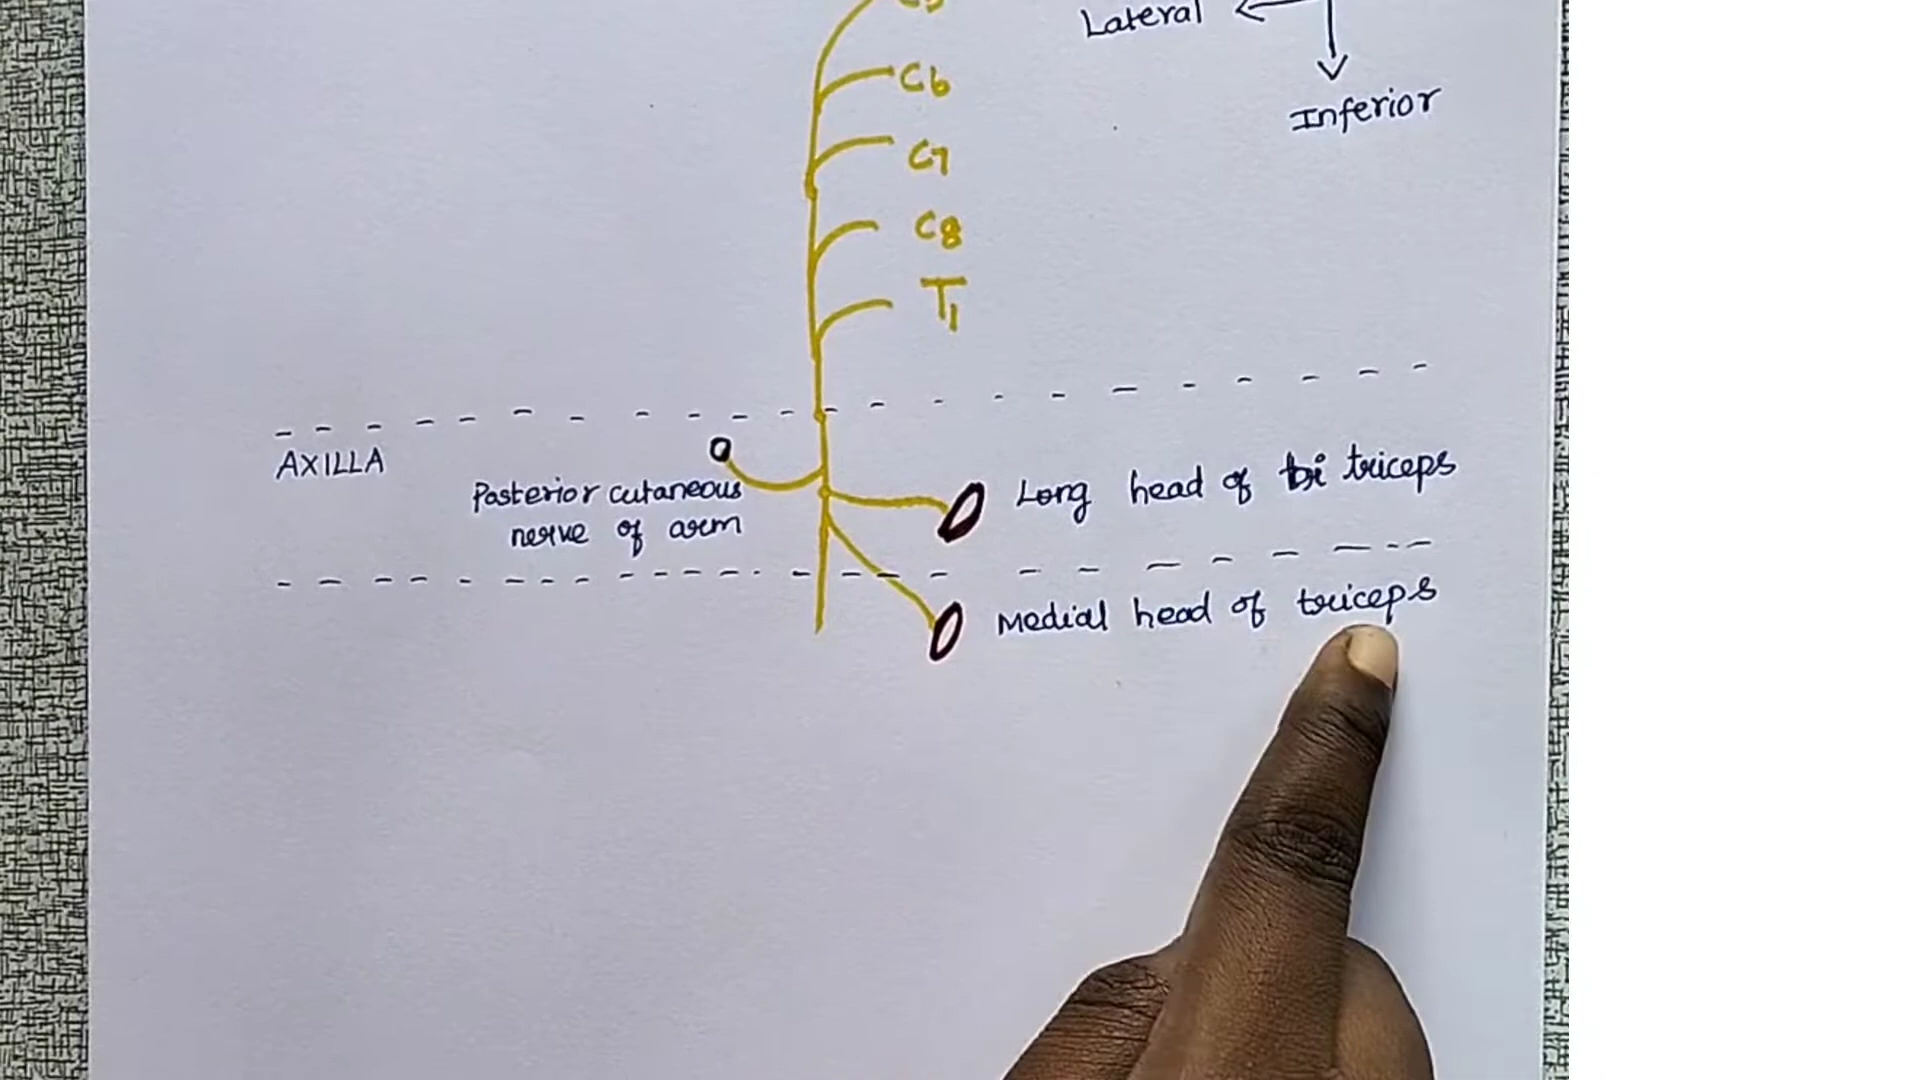 C5
Lateral
C6
Inferior
C7
C8
T1
AXILLA
Posterior cutaneous
nerve of arm
Long head of bi triceps
Medial head of triceps